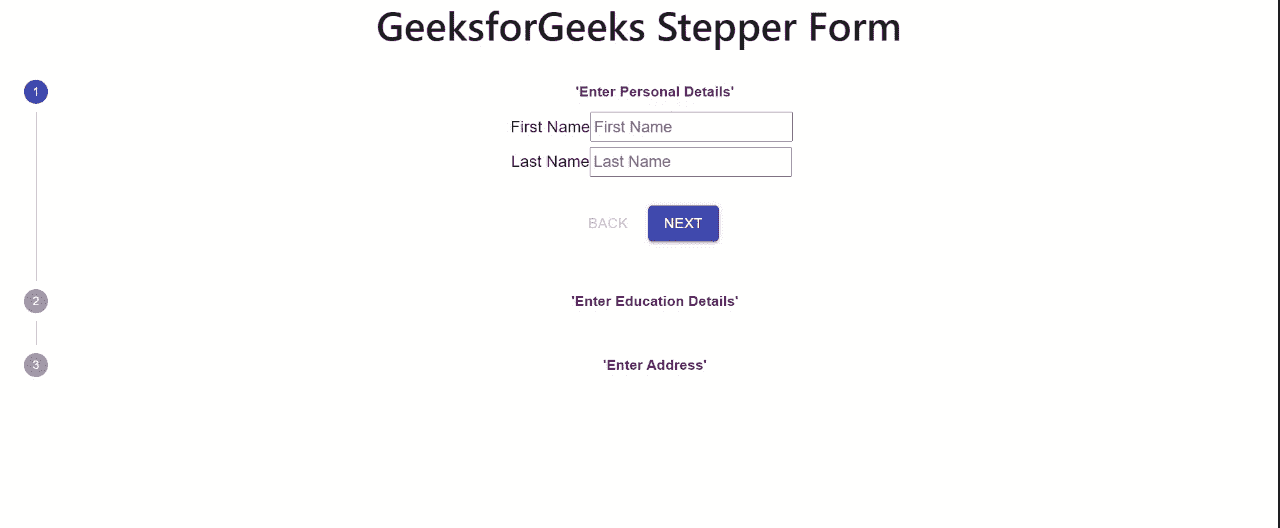 GeeksforGeeks Stepper Form
1 'Enter Personal Details'
First Name First Name
Last Name Last Name
BACK NEXT
2 'Enter Education Details'
3 'Enter Address'